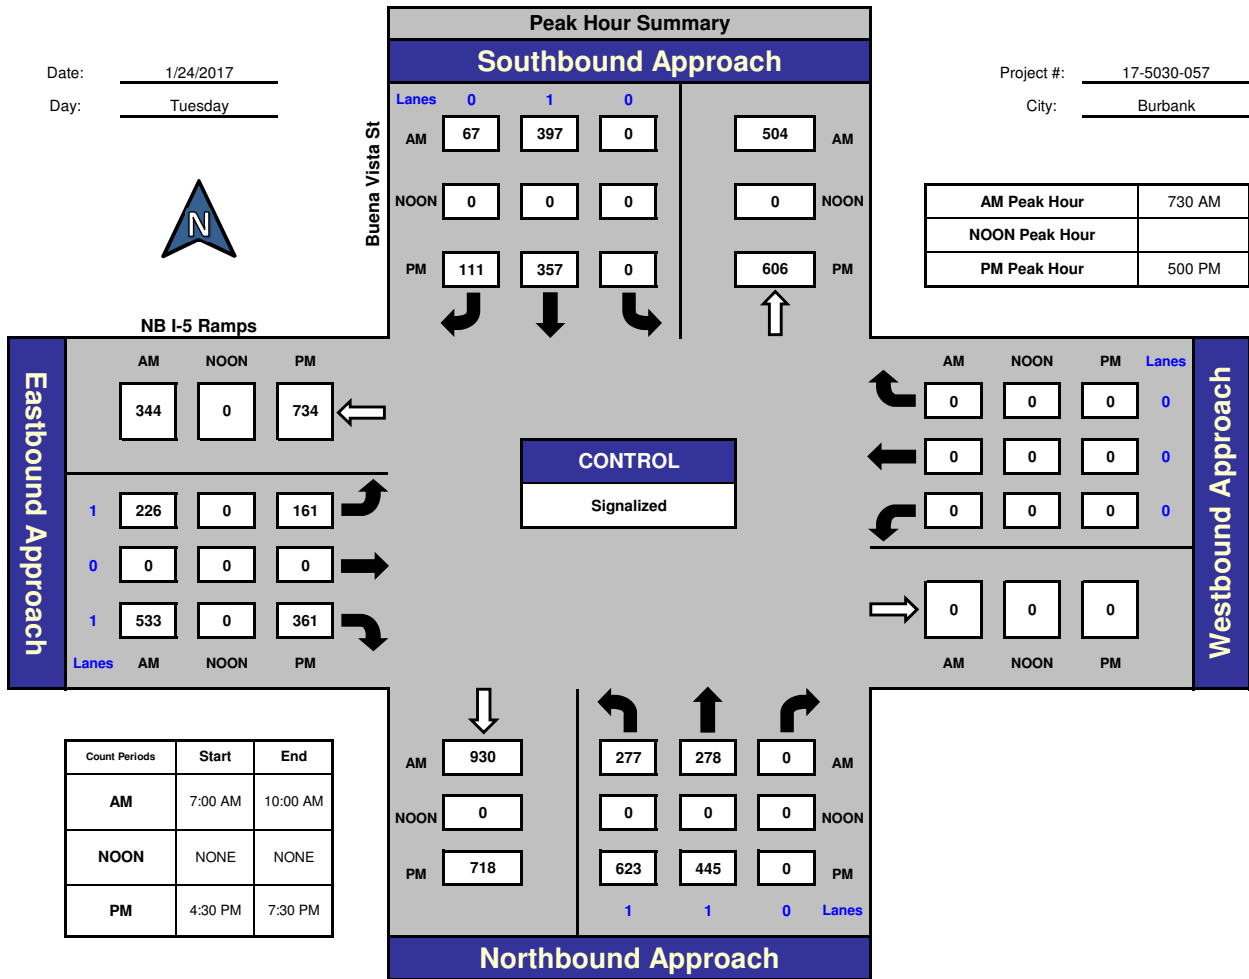 Peak Hour Summary
Southbound Approach
Date: 1/24/2017
Day: Tuesday
Project #: 17-5030-057
City: Burbank
N
Buena Vista St
Lanes 0 1 0
AM 67 397 0 504 AM
NOON 0 0 0 0 NOON
PM 111 357 0 606 PM
AM Peak Hour 730 AM
NOON Peak Hour
PM Peak Hour 500 PM
NB I-5 Ramps
Eastbound Approach
AM NOON PM
344 0 734
1 226 0 161
0 0 0 0
1 533 0 361
Lanes AM NOON PM
CONTROL
Signalized
Westbound Approach
AM NOON PM Lanes
0 0 0 0
0 0 0 0
0 0 0 0
0 0 0
AM NOON PM
Count Periods Start End
AM 7:00 AM 10:00 AM
NOON NONE NONE
PM 4:30 PM 7:30 PM
AM 930 277 278 0 AM
NOON 0 0 0 0 NOON
PM 718 623 445 0 PM
1 1 0 Lanes
Northbound Approach